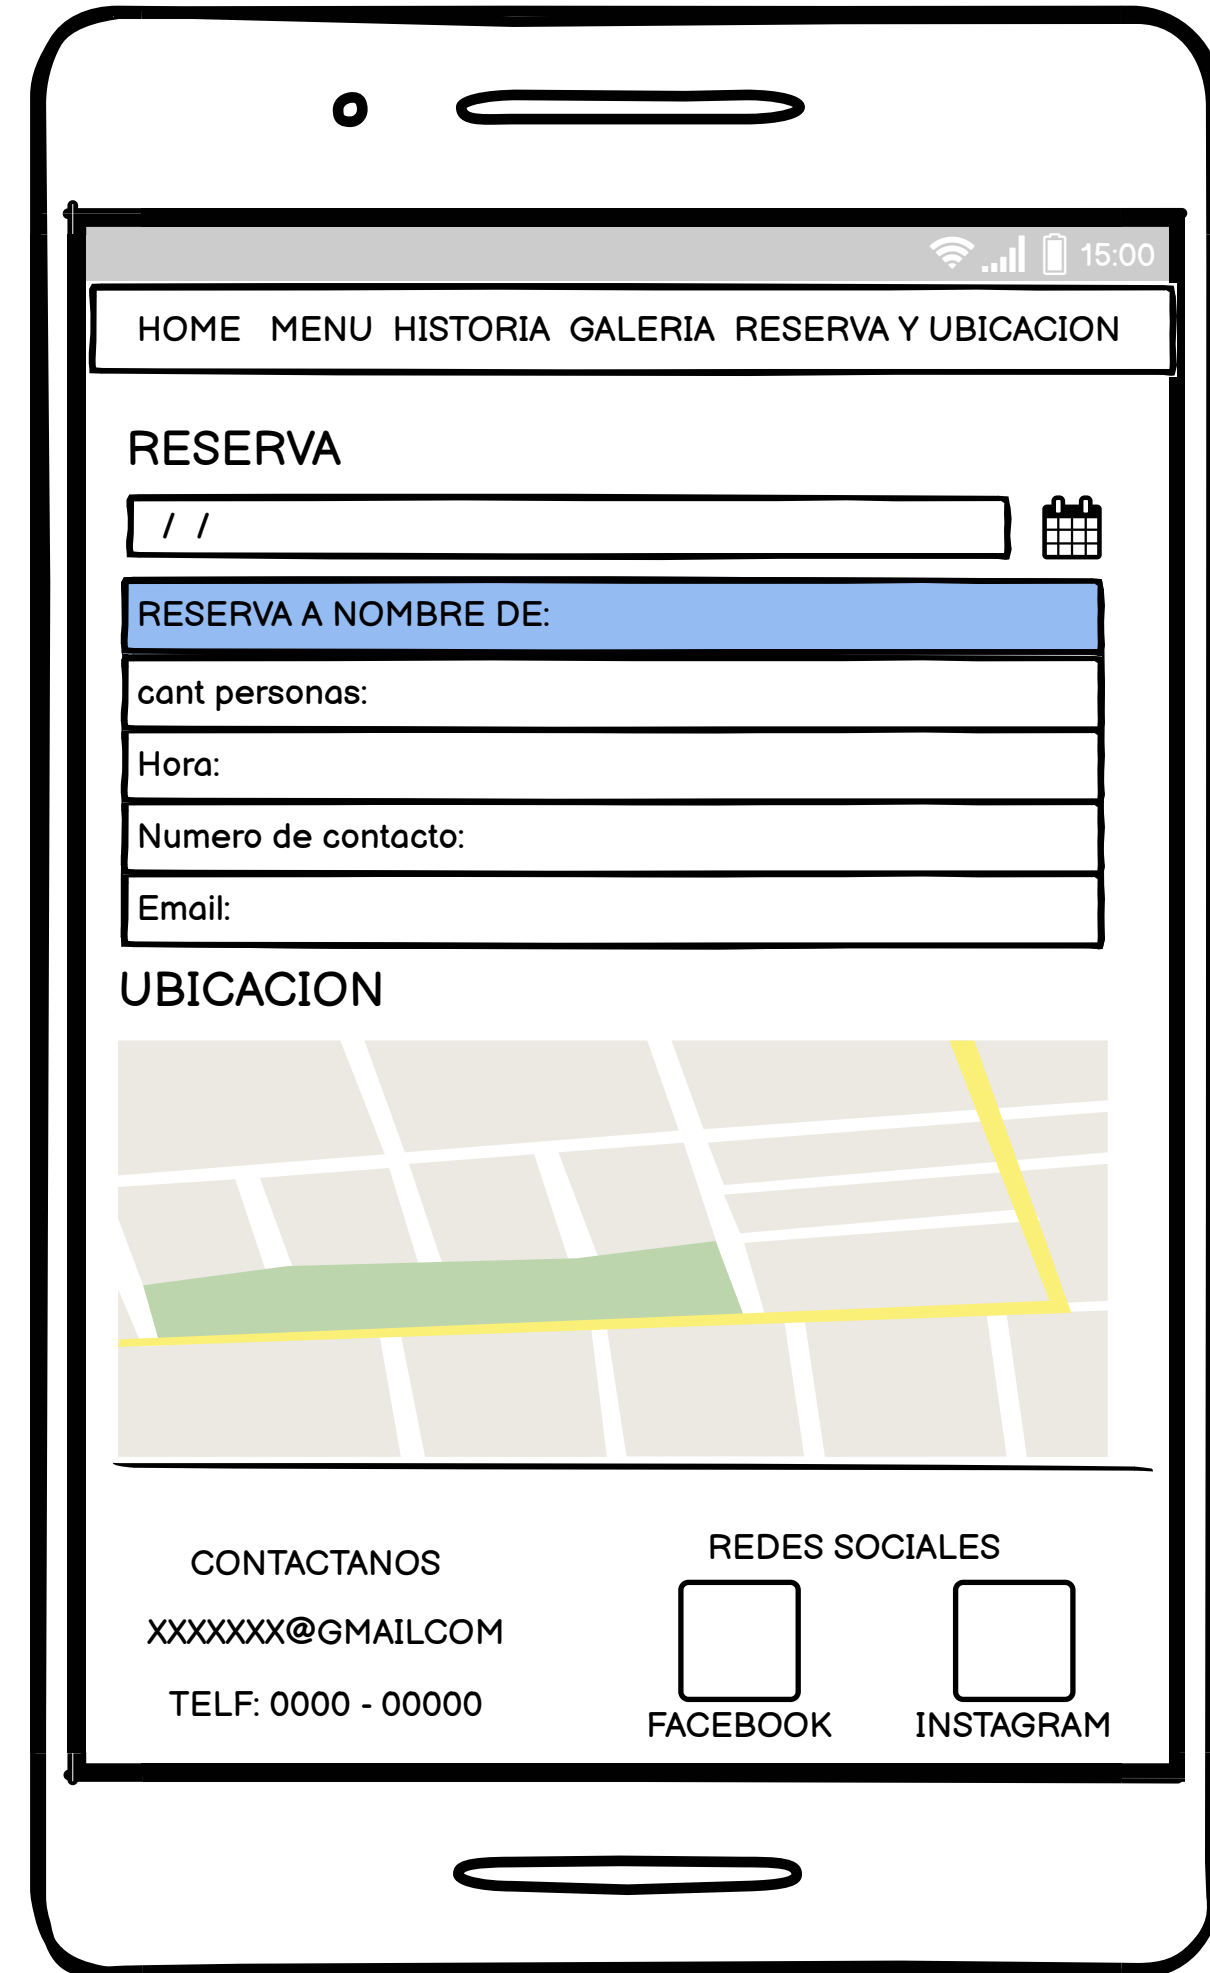 15:00
HOME MENU HISTORIA GALERIA RESERVA Y UBICACION
RESERVA
/ /
RESERVA A NOMBRE DE:
cant personas:
Hora:
Numero de contacto:
Email:
UBICACION
CONTACTANOS
XXXXXXX@GMAILCOM
TELF: 0000 - 00000
REDES SOCIALES
FACEBOOK INSTAGRAM